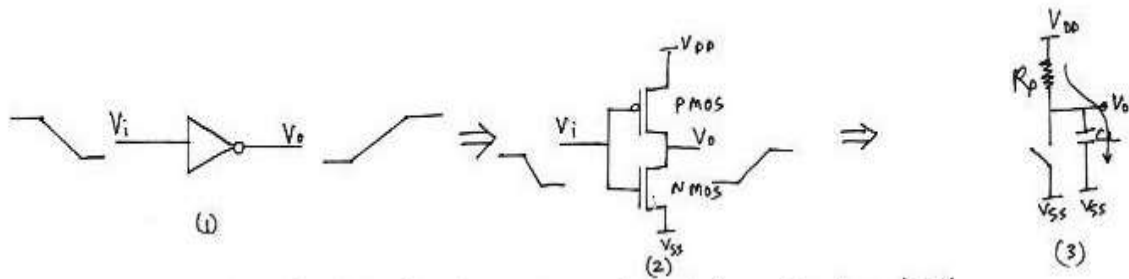 Vi
Vo
(1)
VDD
PMOS
Vi
Vo
NMOS
VSS
(2)
VDD
Rp
Vo
CL
VSS
VSS
(3)